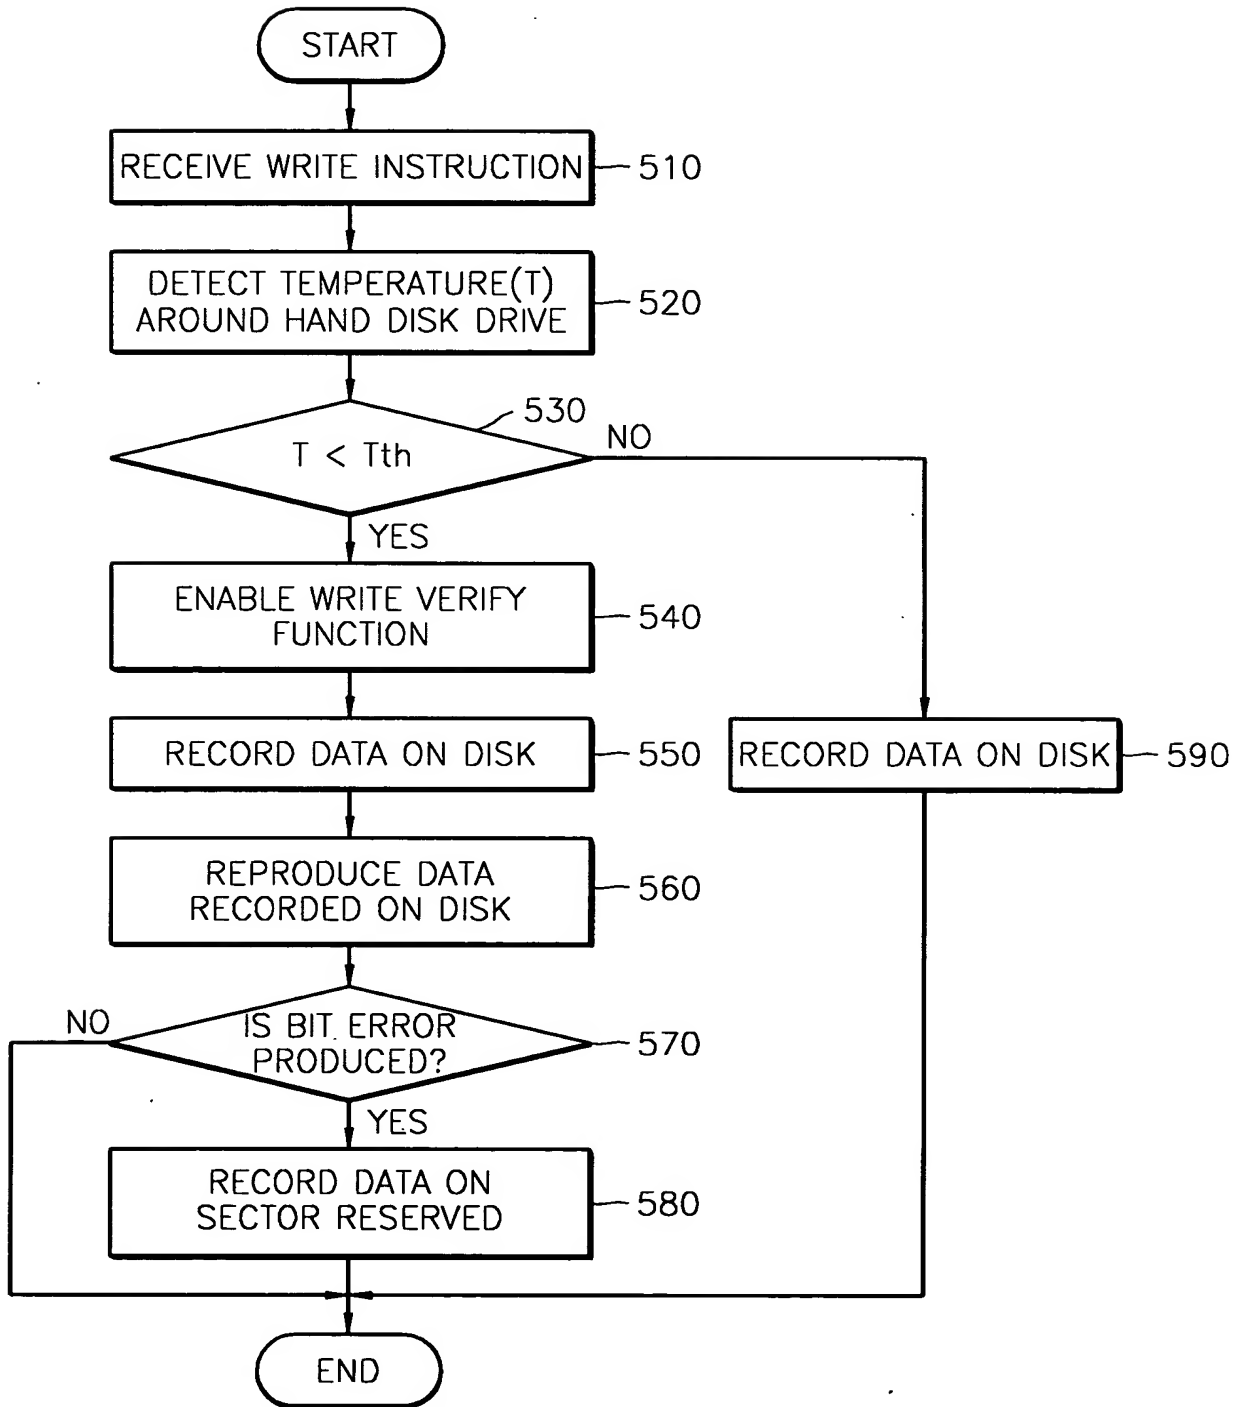 START
RECEIVE WRITE INSTRUCTION
510
DETECT TEMPERATURE(T)
AROUND HAND DISK DRIVE
520
530
T < Tth
NO
YES
ENABLE WRITE VERIFY
FUNCTION
540
RECORD DATA ON DISK
550
RECORD DATA ON DISK
590
REPRODUCE DATA
RECORDED ON DISK
560
NO
IS BIT ERROR
PRODUCED?
570
YES
RECORD DATA ON
SECTOR RESERVED
580
END